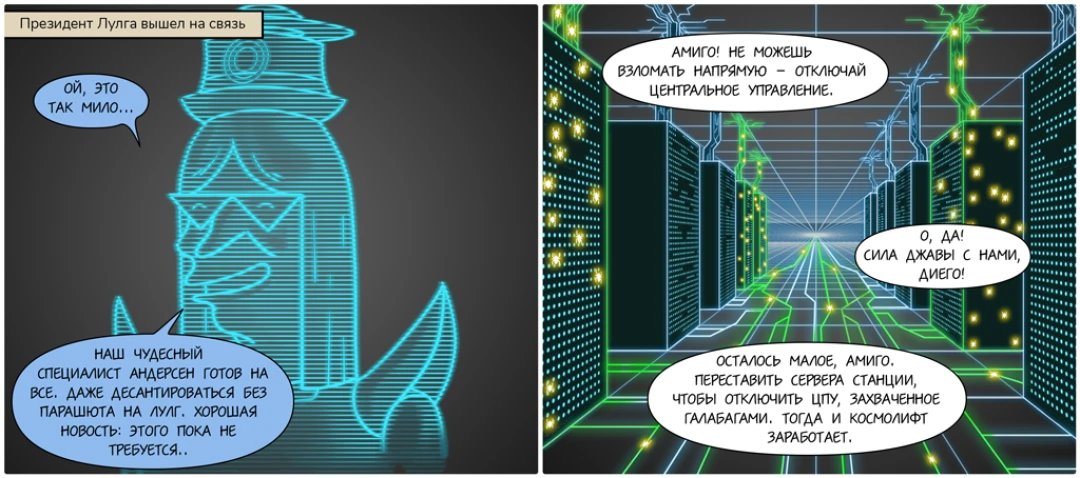 Президент Лулга вышел на связь
ОЙ, ЭТО
ТАК МИЛО...
НАШ ЧУДЕСНЫЙ
СПЕЦИАЛИСТ АНДЕРСЕН ГОТОВ НА
ВСЕ. ДАЖЕ ДЕСАНТИРОВАТЬСЯ БЕЗ
ПАРАШЮТА НА ЛУЛГ. ХОРОШАЯ
НОВОСТЬ: ЭТОГО ПОКА НЕ
ТРЕБУЕТСЯ..
АМИГО! НЕ МОЖЕШЬ
ВЗЛОМАТЬ НАПРЯМУЮ – ОТКЛЮЧАЙ
ЦЕНТРАЛЬНОЕ УПРАВЛЕНИЕ.
О, ДА!
СИЛА ДЖАВЫ С НАМИ,
ДИЕГО!
ОСТАЛОСЬ МАЛОЕ, АМИГО.
ПЕРЕСТАВИТЬ СЕРВЕРА СТАНЦИИ,
ЧТОБЫ ОТКЛЮЧИТЬ ЦПУ, ЗАХВАЧЕННОЕ
ГАЛАБАГАМИ. ТОГДА И КОСМОЛИФТ
ЗАРАБОТАЕТ.